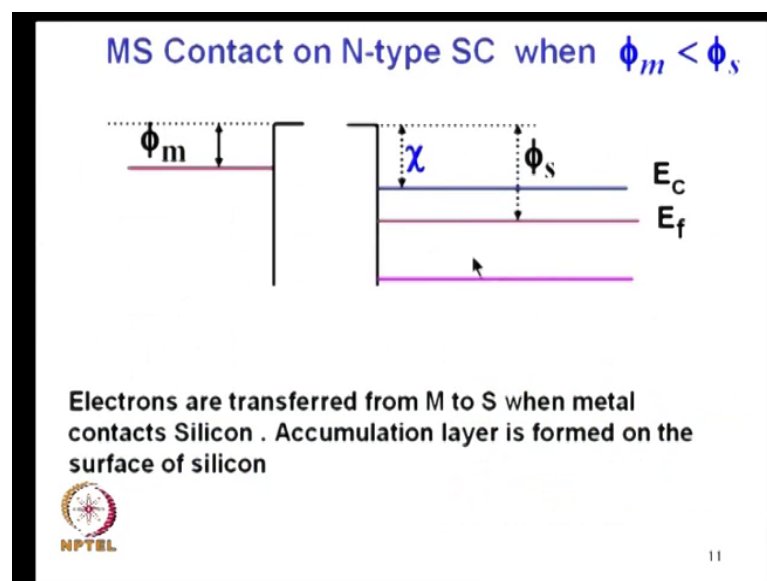 MS Contact on N-type SC when ϕm < ϕs
ϕm
χ
ϕs
Ec
Ef
Electrons are transferred from M to S when metal
contacts Silicon . Accumulation layer is formed on the
surface of silicon
NPTEL
11